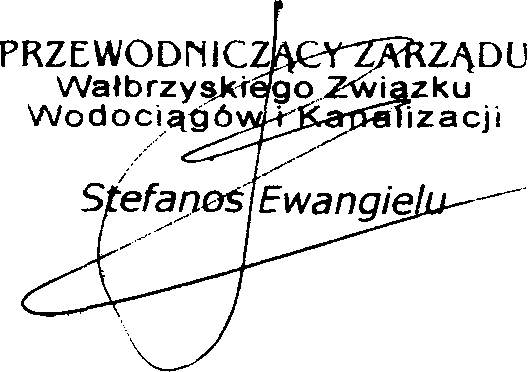 PRZEWODNICZĄCY ZARZĄDU
Wałbrzyskiego Związku
Wodociągów i Kanalizacji
Stefanos Ewangielu